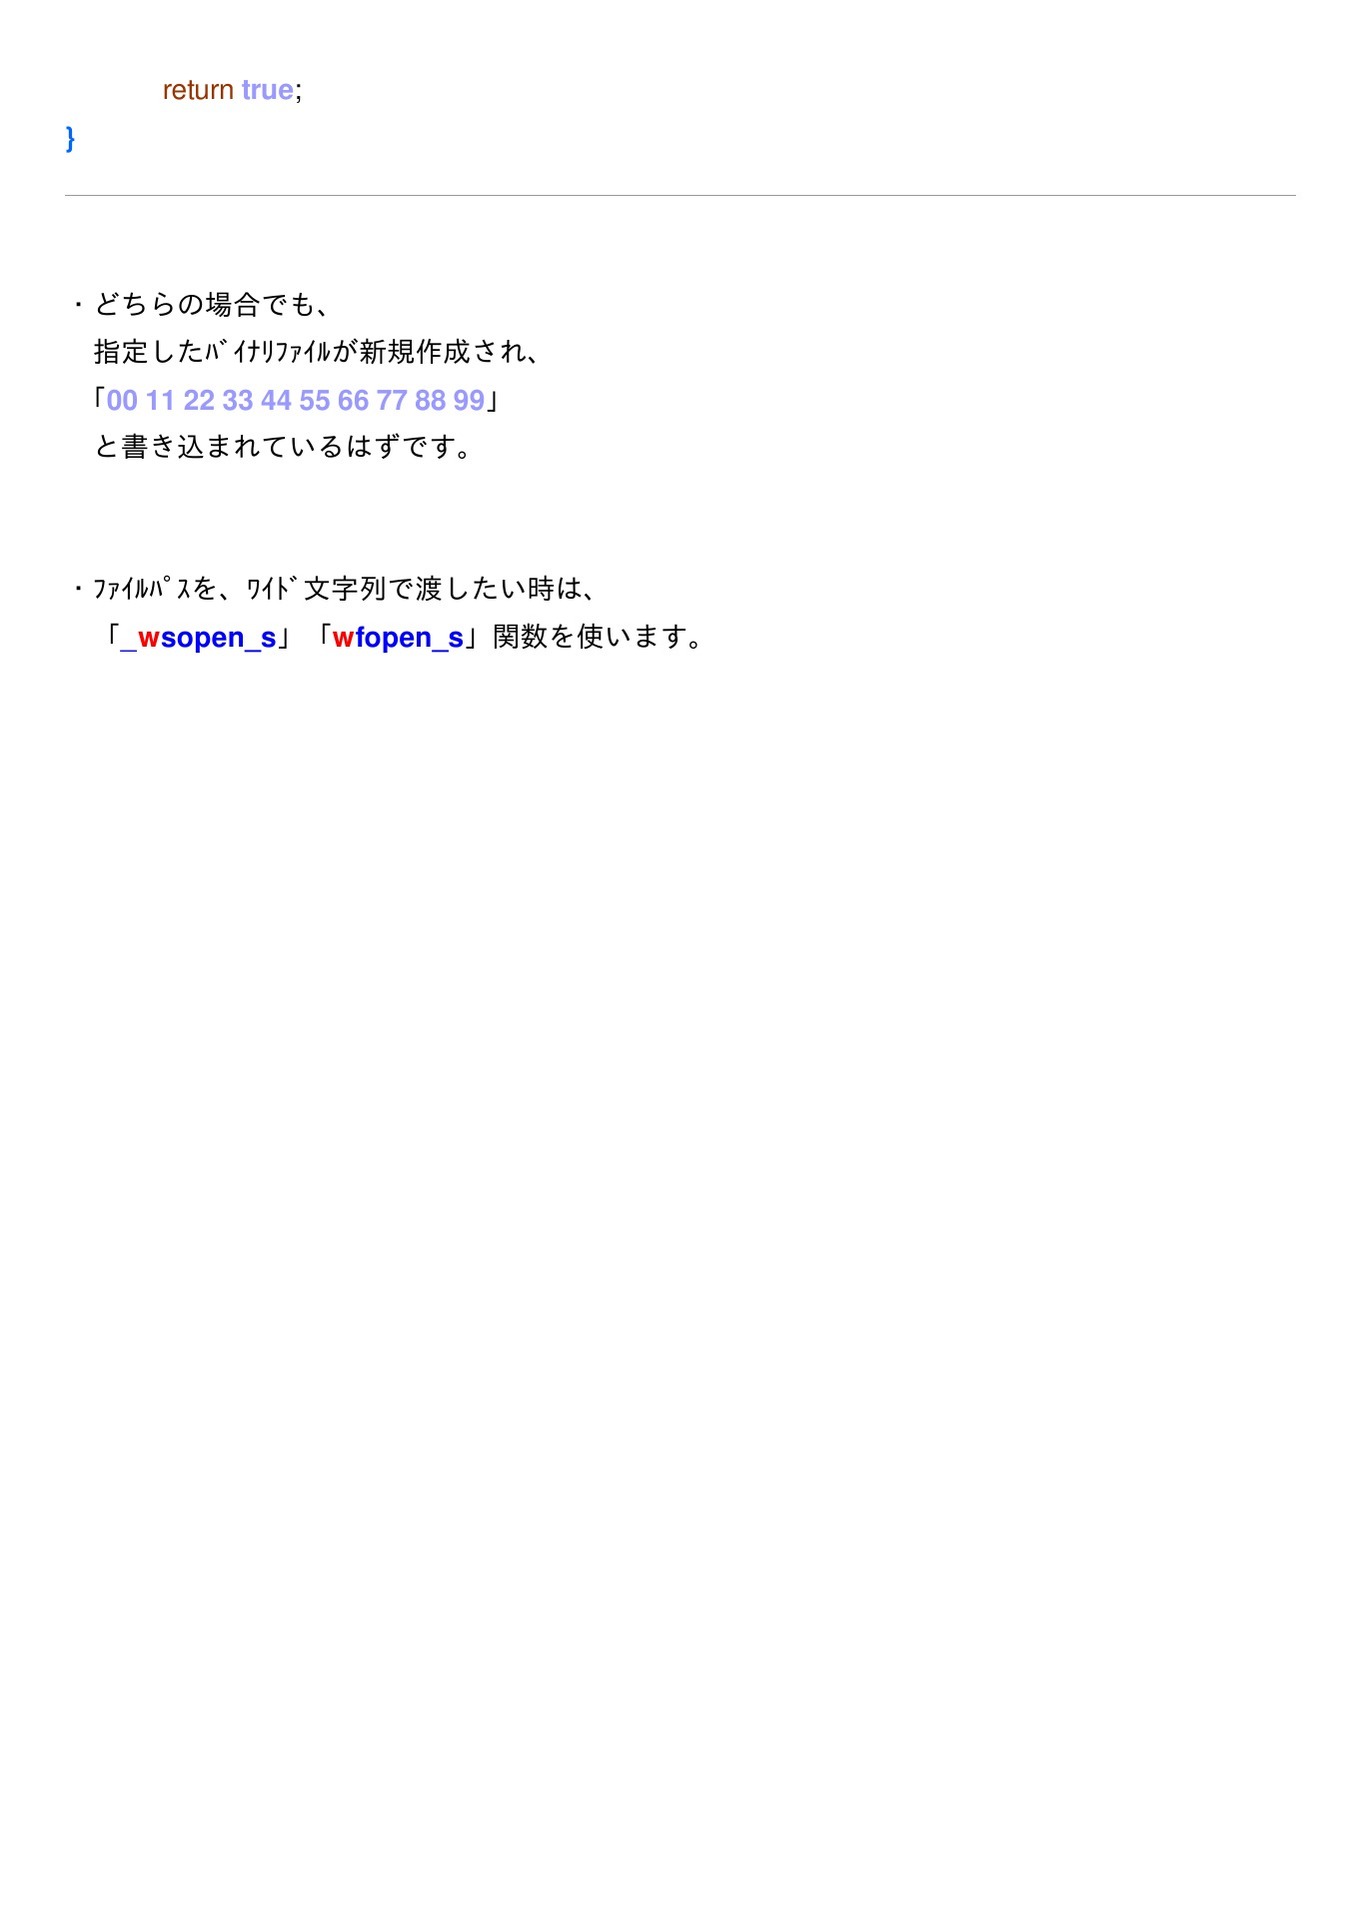 return true;
}
・どちらの場合でも、
指定したﾊﾞｲﾅﾘﾌｧｲﾙが新規作成され、
「00 11 22 33 44 55 66 77 88 99」
と書き込まれているはずです。
・ﾌｧｲﾙﾊﾟｽを、ﾜｲﾄﾞ文字列で渡したい時は、
「_wsopen_s」「wfopen_s」関数を使います。